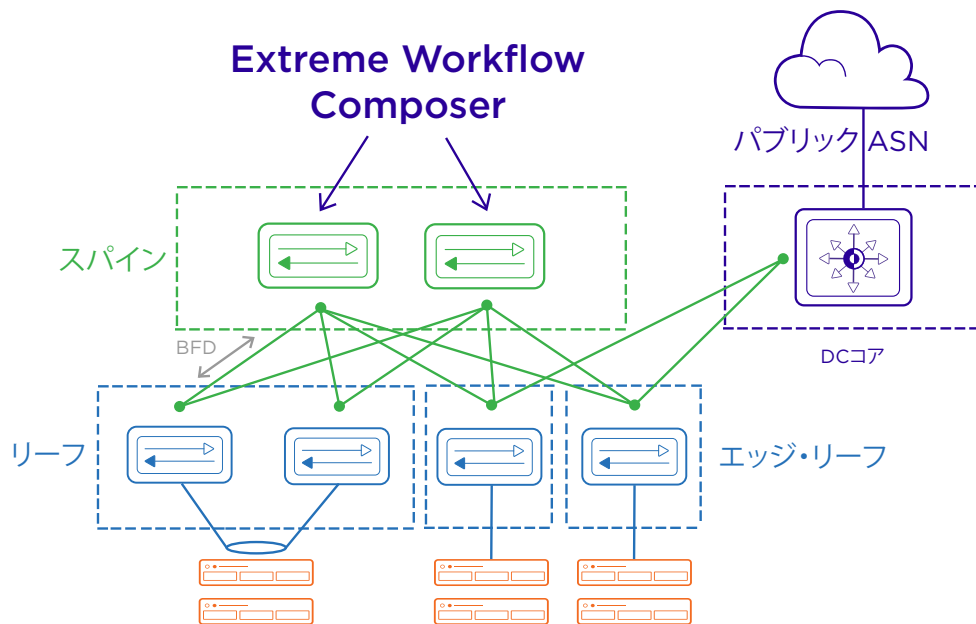 Extreme Workflow
Composer
パブリック ASN
スパイン
BFD
DCコア
リーフ
エッジ・リーフ